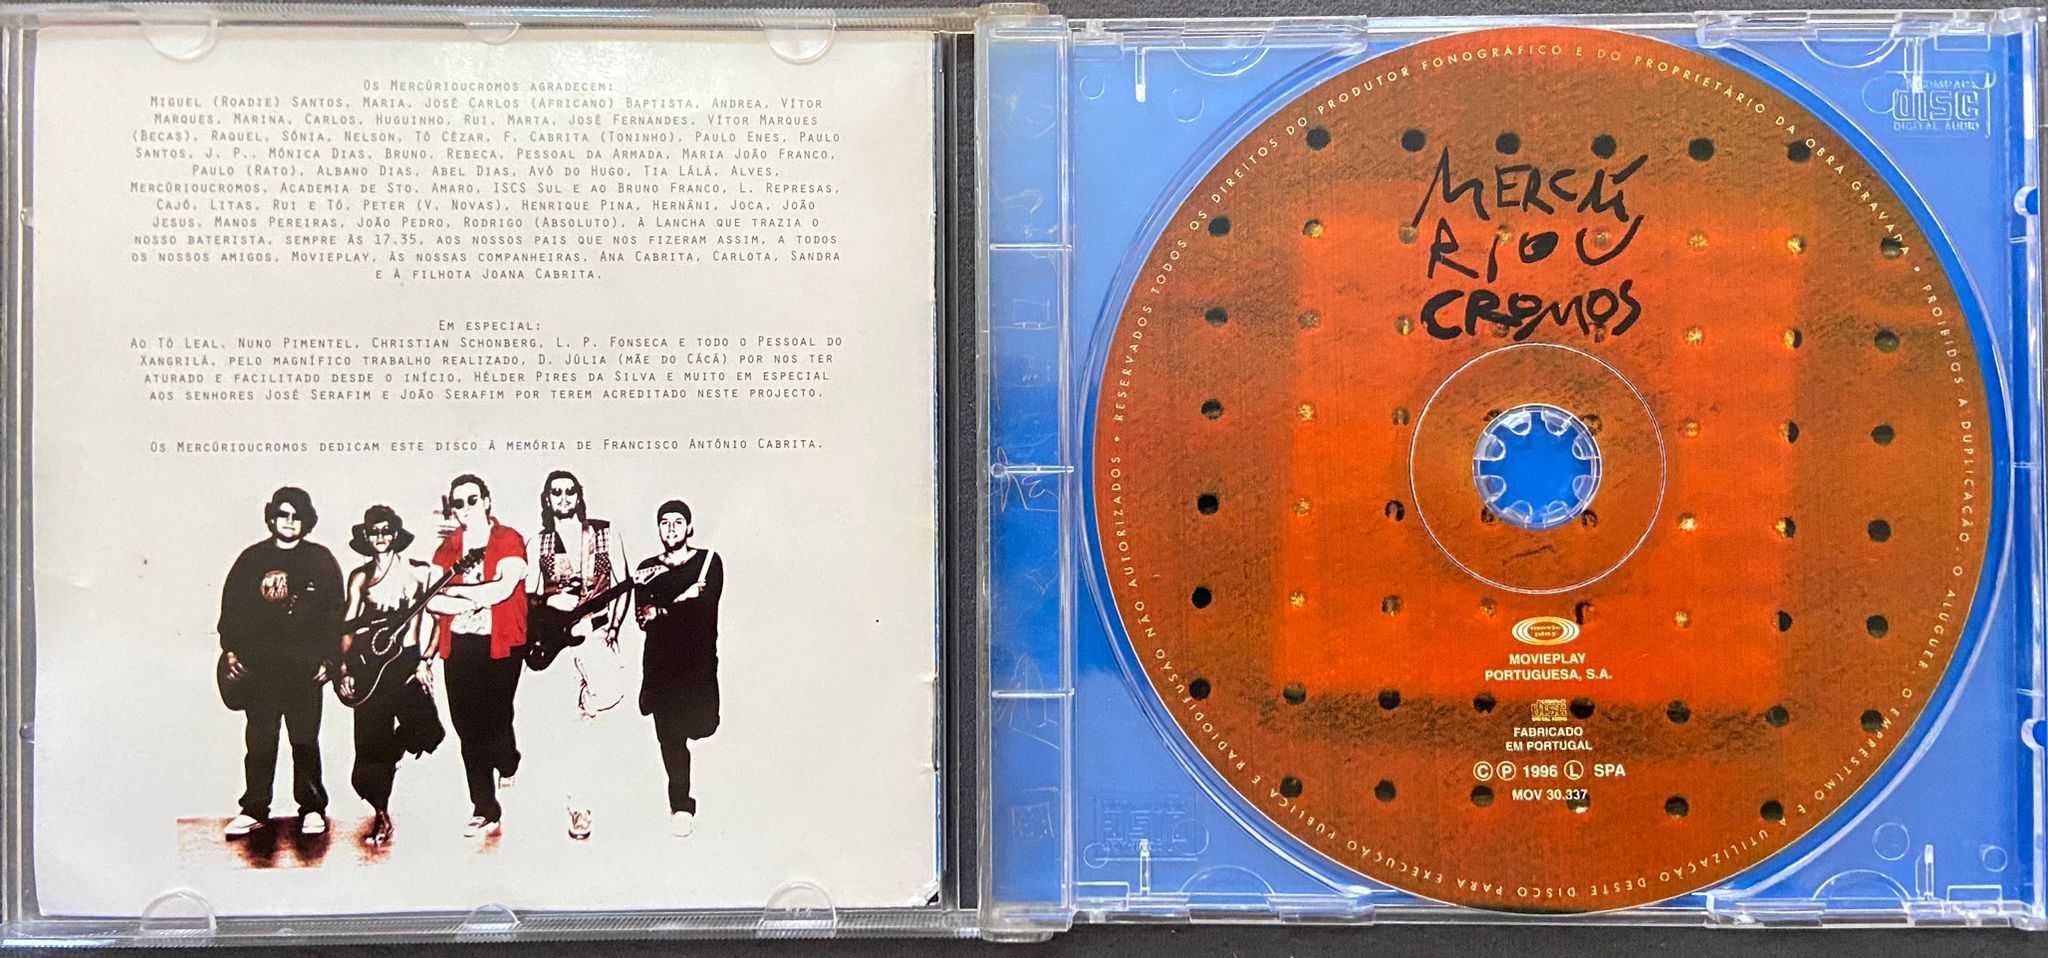 Os Mercúrioucromos agradecem:
Miguel (Roadie) Santos, Maria, José Carlos (Africano) Baptista, Andrea, Vítor
Marques, Marina, Carlos, Huguinho, Rui, Marta, José Fernandes, Vítor Marques
(Becas), Raquel, Sónia, Nelson, Tó Cézar, F. Cabrita (Toninho), Paulo Enes, Paulo
Santos, J. P., Mónica Dias, Bruno, Rebeca, Pessoal da Armada, Maria João Franco,
Paulo (Rato), Albano Dias, Abel Dias, Avô do Hugo, Tia Lálá, Alves,
Mercúrioucromos, Academia de Sto. Amaro, ISCS Sul e ao Bruno Franco, L. Represas,
Cajó, Litas, Rui e Tó, Peter (V. Novas), Henrique Pina, Hernâni, Joca, João
Jesus, Manos Pereiras, João Pedro, Rodrigo (Absoluto), à Lancha que trazia o
nosso baterista, sempre às 17.35, aos nossos pais que nos fizeram assim, a todos
os nossos amigos, Movieplay, às nossas companheiras, Ana Cabrita, Carlota, Sandra
e à filhota Joana Cabrita.
Em especial:
Ao Tó Leal, Nuno Pimentel, Christian Schonberg, L. P. Fonseca e todo o Pessoal do
Xangrilá, pelo magnífico trabalho realizado, D. Júlia (mãe do Cácá) por nos ter
aturado e facilitado desde o início, Hélder Pires da Silva e muito em especial
aos senhores José Serafim e João Serafim por terem acreditado neste projecto.
Os Mercúrioucromos dedicam este disco à memória de Francisco António Cabrita.
MERCÚ
RIOU
CROMOS
movie
play
MOVIEPLAY
PORTUGUESA, S.A.
COMPACT
DISC
DIGITAL AUDIO
FABRICADO
EM PORTUGAL
© ℗ 1996 Ⓛ SPA
MOV 30.337
• RESERVADOS TODOS OS DIREITOS DO PRODUTOR FONOGRÁFICO E DO PROPRIETÁRIO DA OBRA GRAVADA • PROIBIDOS A DUPLICAÇÃO, O ALUGUER, O EMPRÉSTIMO E A UTILIZAÇÃO DESTE DISCO PARA EXECUÇÃO PÚBLICA E RADIODIFUSÃO NÃO AUTORIZADOS
COMPACT
DISC
DIGITAL AUDIO